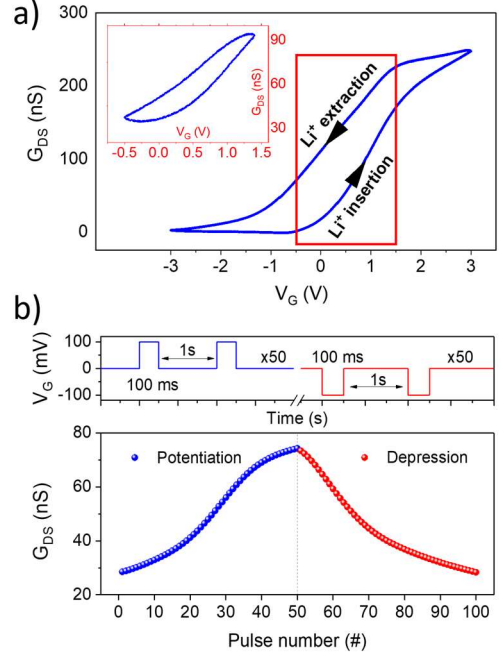 a)
300
200
100
0
G_DS (nS)
-3 -2 -1 0 1 2 3
V_G (V)
Li⁺ extraction
Li⁺ insertion
90
60
30
G_DS (nS)
-0.5 0.0 0.5 1.0 1.5
V_G (V)
b)
100
0
-100
V_G (mV)
1s
x50
100 ms
100 ms
1s
x50
Time (s)
80
60
40
20
G_DS (nS)
Potentiation
Depression
0 10 20 30 40 50 60 70 80 90 100
Pulse number (#)